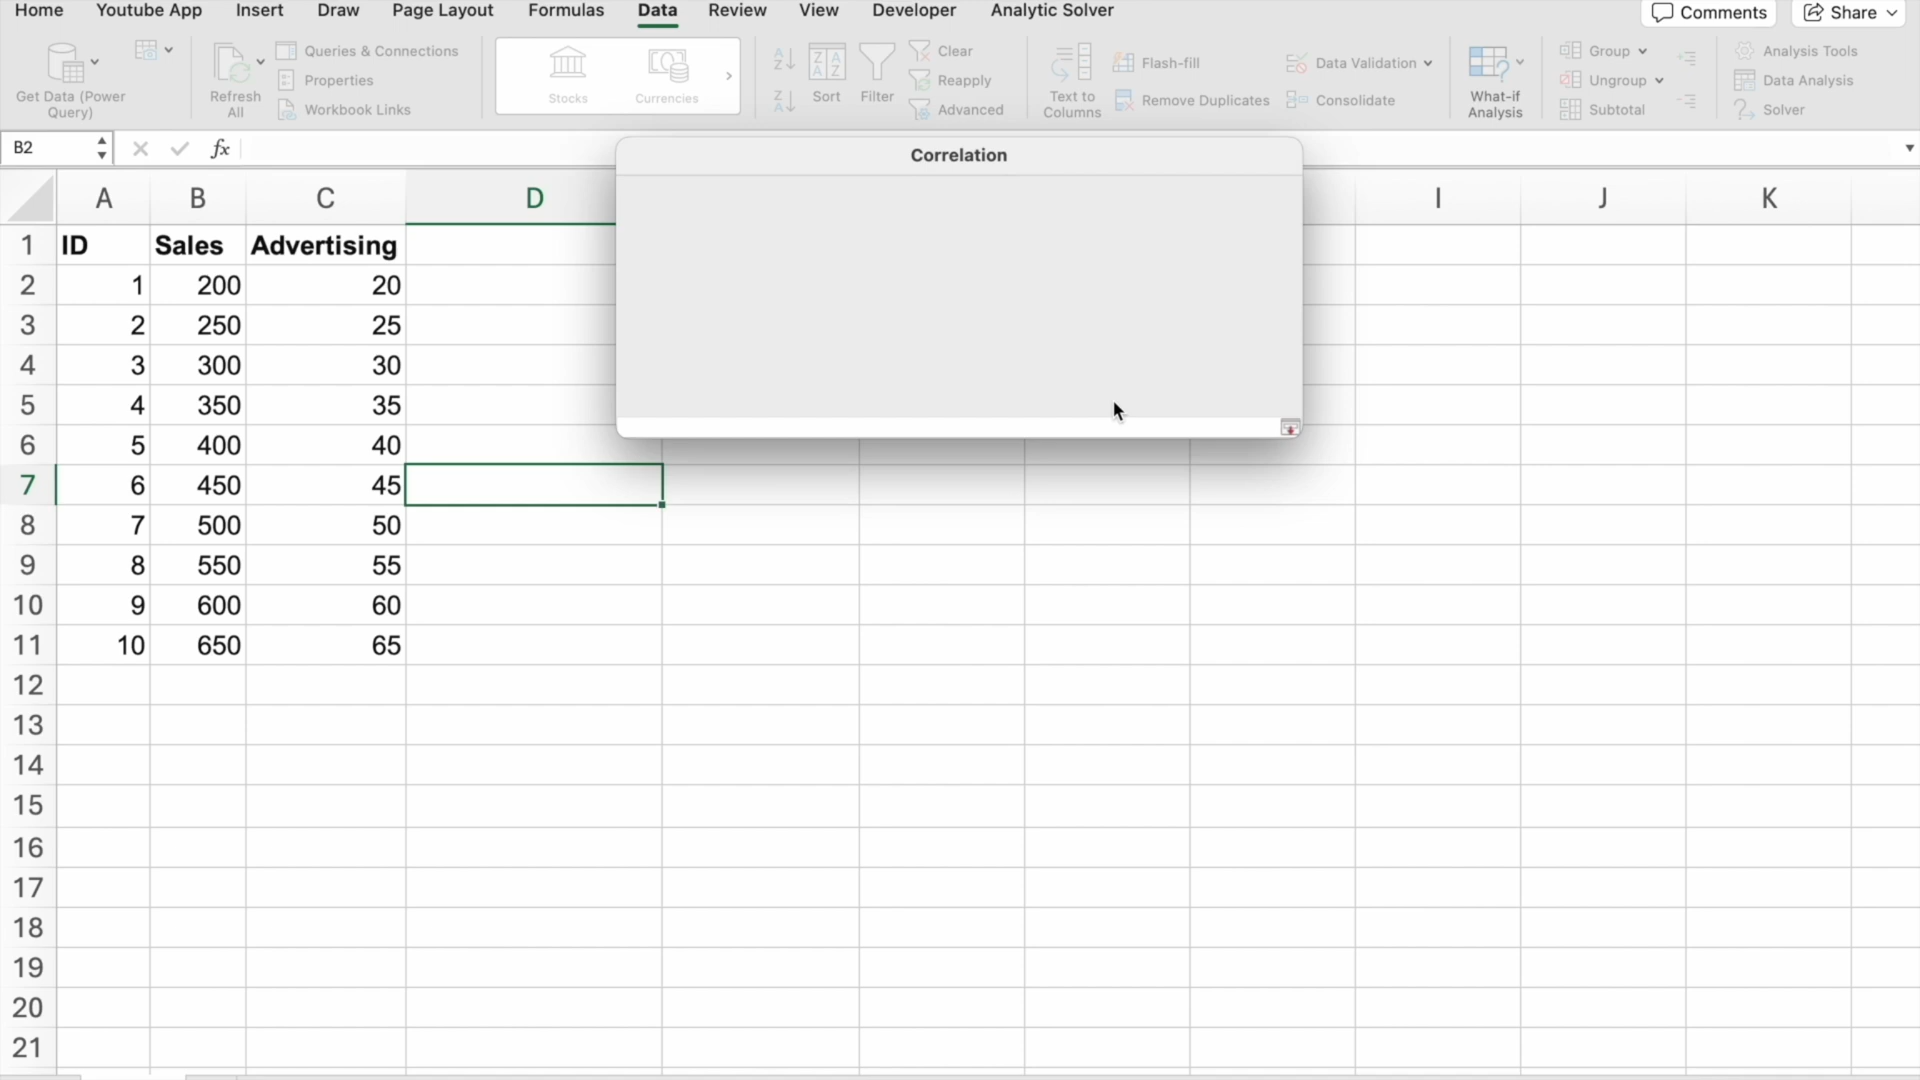 Home Youtube App Insert Draw Page Layout Formulas Data Review View Developer Analytic Solver Comments Share
Get Data (Power Query)
Refresh All
Queries & Connections
Properties
Workbook Links
Stocks
Currencies
Sort
Filter
Clear
Reapply
Advanced
Text to Columns
Flash-fill
Remove Duplicates
Data Validation
Consolidate
What-if Analysis
Group
Ungroup
Subtotal
Analysis Tools
Data Analysis
Solver
B2 fx
Correlation
A B C D I J K
1 ID Sales Advertising
2 1 200 20
3 2 250 25
4 3 300 30
5 4 350 35
6 5 400 40
7 6 450 45
8 7 500 50
9 8 550 55
10 9 600 60
11 10 650 65
12
13
14
15
16
17
18
19
20
21